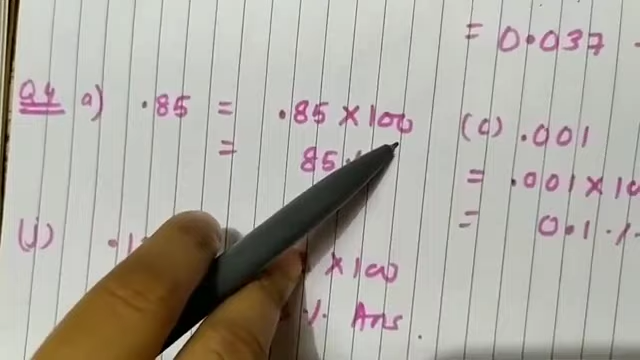 = 0.037
Q4 a) .85 = .85 × 100
= 85
(j)
× 100
% Ans.
(c) .001
= .001 × 10
= 0.1 %